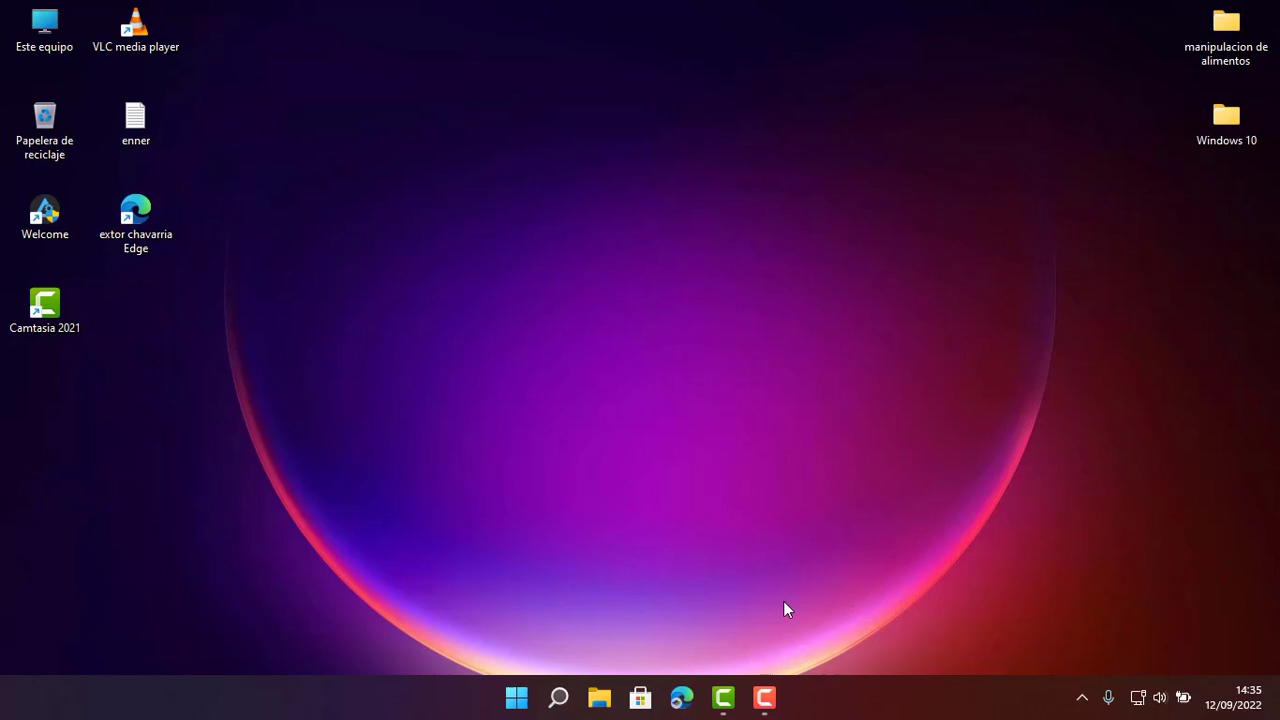 Este equipo
VLC media player
manipulacion de
alimentos
Papelera de
reciclaje
enner
Windows 10
Welcome
extor chavarria
Edge
Camtasia 2021
14:35
12/09/2022